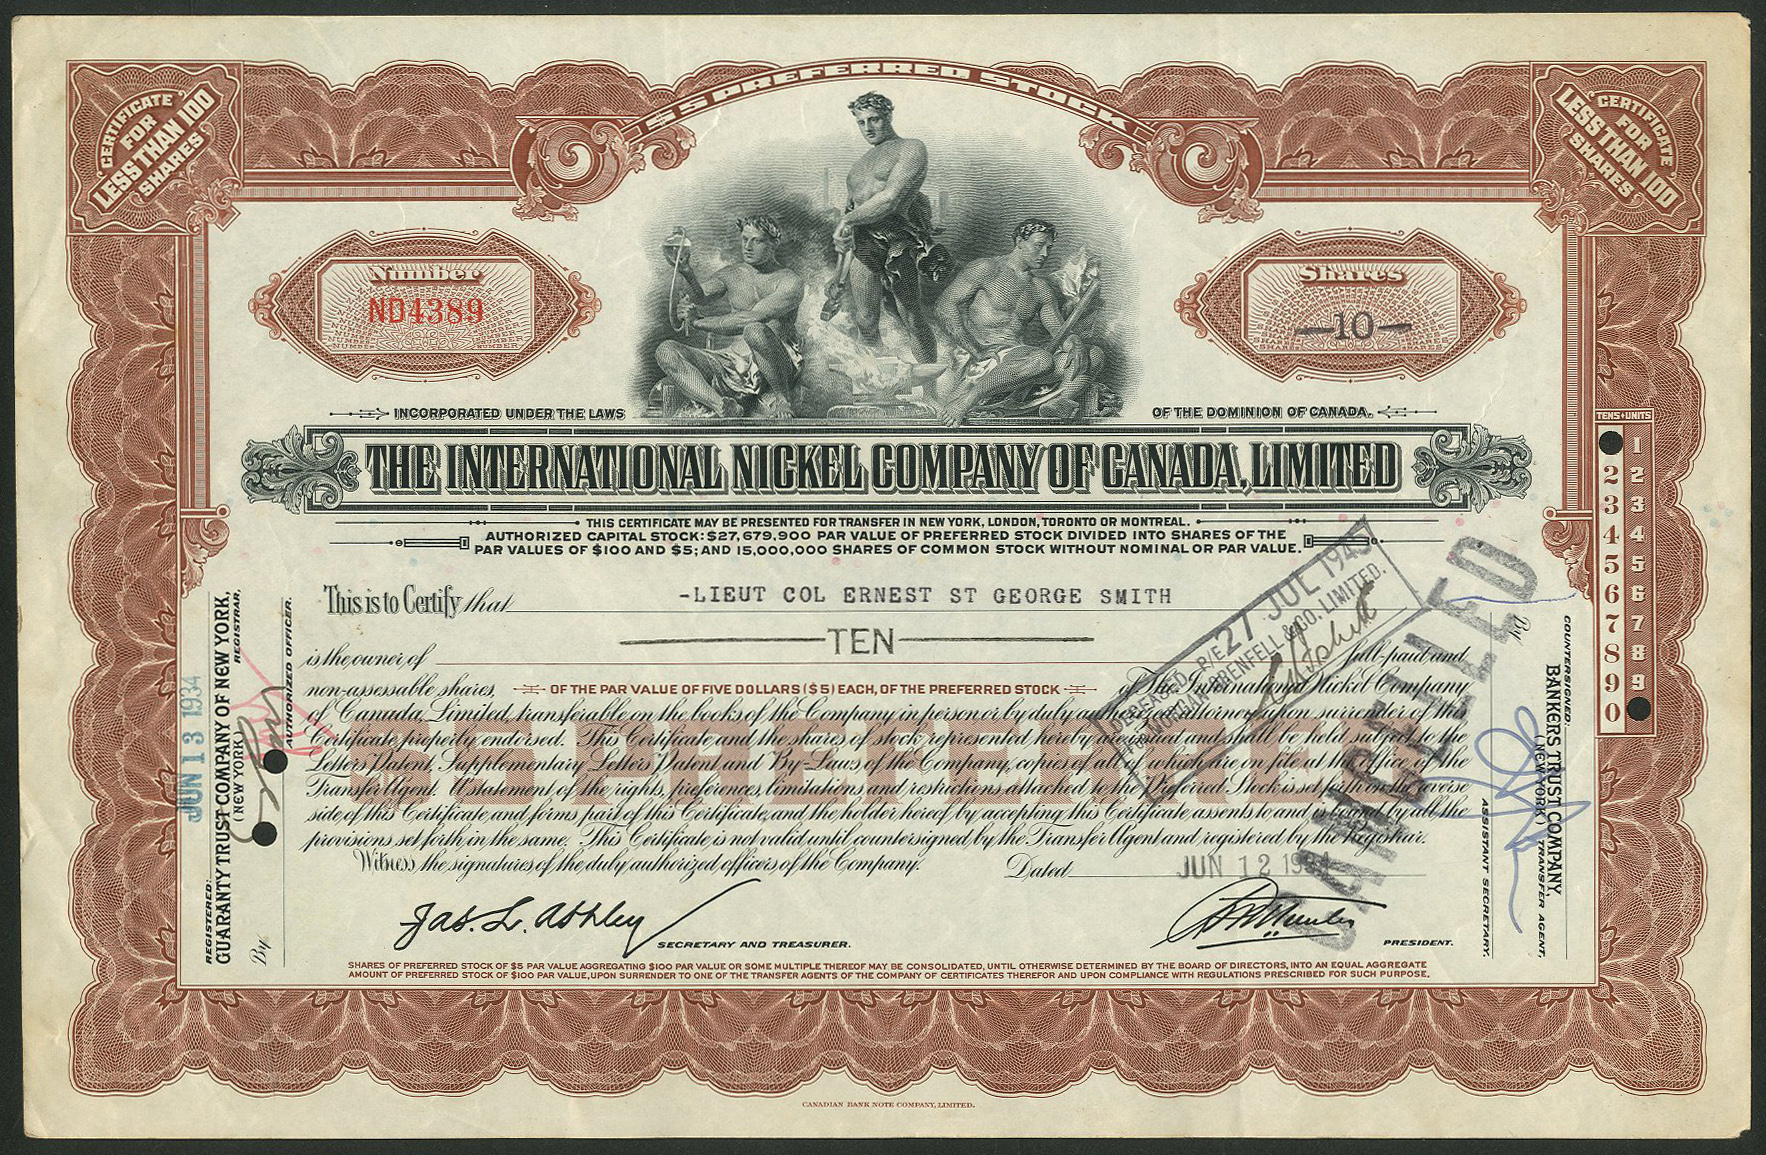 $5 PREFERRED STOCK
CERTIFICATE
FOR
LESS THAN 100
SHARES
CERTIFICATE
FOR
LESS THAN 100
SHARES
Number
ND4389
Shares
—10—
INCORPORATED UNDER THE LAWS
OF THE DOMINION OF CANADA.
THE INTERNATIONAL NICKEL COMPANY OF CANADA, LIMITED
THIS CERTIFICATE MAY BE PRESENTED FOR TRANSFER IN NEW YORK, LONDON, TORONTO OR MONTREAL.
AUTHORIZED CAPITAL STOCK: $27,679,900 PAR VALUE OF PREFERRED STOCK DIVIDED INTO SHARES OF THE
PAR VALUES OF $100 AND $5; AND 15,000,000 SHARES OF COMMON STOCK WITHOUT NOMINAL OR PAR VALUE.
This is to Certify that -LIEUT COL ERNEST ST GEORGE SMITH
TEN
is the owner of full-paid and
non-assessable shares, OF THE PAR VALUE OF FIVE DOLLARS ($5) EACH, OF THE PREFERRED STOCK of The International Nickel Company
of Canada, Limited transferable on the books of the Company in person or by duly authorized attorney upon surrender of this
Certificate properly endorsed. This Certificate and the shares of stock represented hereby are issued and shall be held subject to the
Letters Patent, Supplementary Letters Patent and By-Laws of the Company, copies of all of which are on file at the office of the
Transfer Agent. A statement of the rights, preferences, limitations and restrictions attached to the Preferred Stock is set forth on the reverse
side of this Certificate and forms part of this Certificate, and the holder hereof by accepting this Certificate assents to and is bound by all the
provisions set forth in the same. This Certificate is not valid until countersigned by the Transfer Agent and registered by the Registrar.
Witness the signatures of the duly authorized officers of the Company. Dated JUN 12 1934
$5 PREFERRED
Jas. L. Ashley
SECRETARY AND TREASURER.
PRESIDENT.
SHARES OF PREFERRED STOCK OF $5 PAR VALUE AGGREGATING $100 PAR VALUE OR SOME MULTIPLE THEREOF MAY BE CONSOLIDATED, UNTIL OTHERWISE DETERMINED BY THE BOARD OF DIRECTORS, INTO AN EQUAL AGGREGATE
AMOUNT OF PREFERRED STOCK OF $100 PAR VALUE, UPON SURRENDER TO ONE OF THE TRANSFER AGENTS OF THE COMPANY OF CERTIFICATES THEREFOR AND UPON COMPLIANCE WITH REGULATIONS PRESCRIBED FOR SUCH PURPOSE.
REGISTERED:
GUARANTY TRUST COMPANY OF NEW YORK,
(NEW YORK) REGISTRAR,
By
AUTHORIZED OFFICER.
JUN 13 1934
COUNTERSIGNED:
BANKERS TRUST COMPANY,
(NEW YORK) TRANSFER AGENT,
By
ASSISTANT SECRETARY.
TENS+UNITS
1
2 2
3 3
4 4
5 5
6 6
7 7
8 8
9 9
0
P/E 27 JUL 194
GRENFELL & CO. LIMITED.
CANCELLED
CANADIAN BANK NOTE COMPANY, LIMITED.